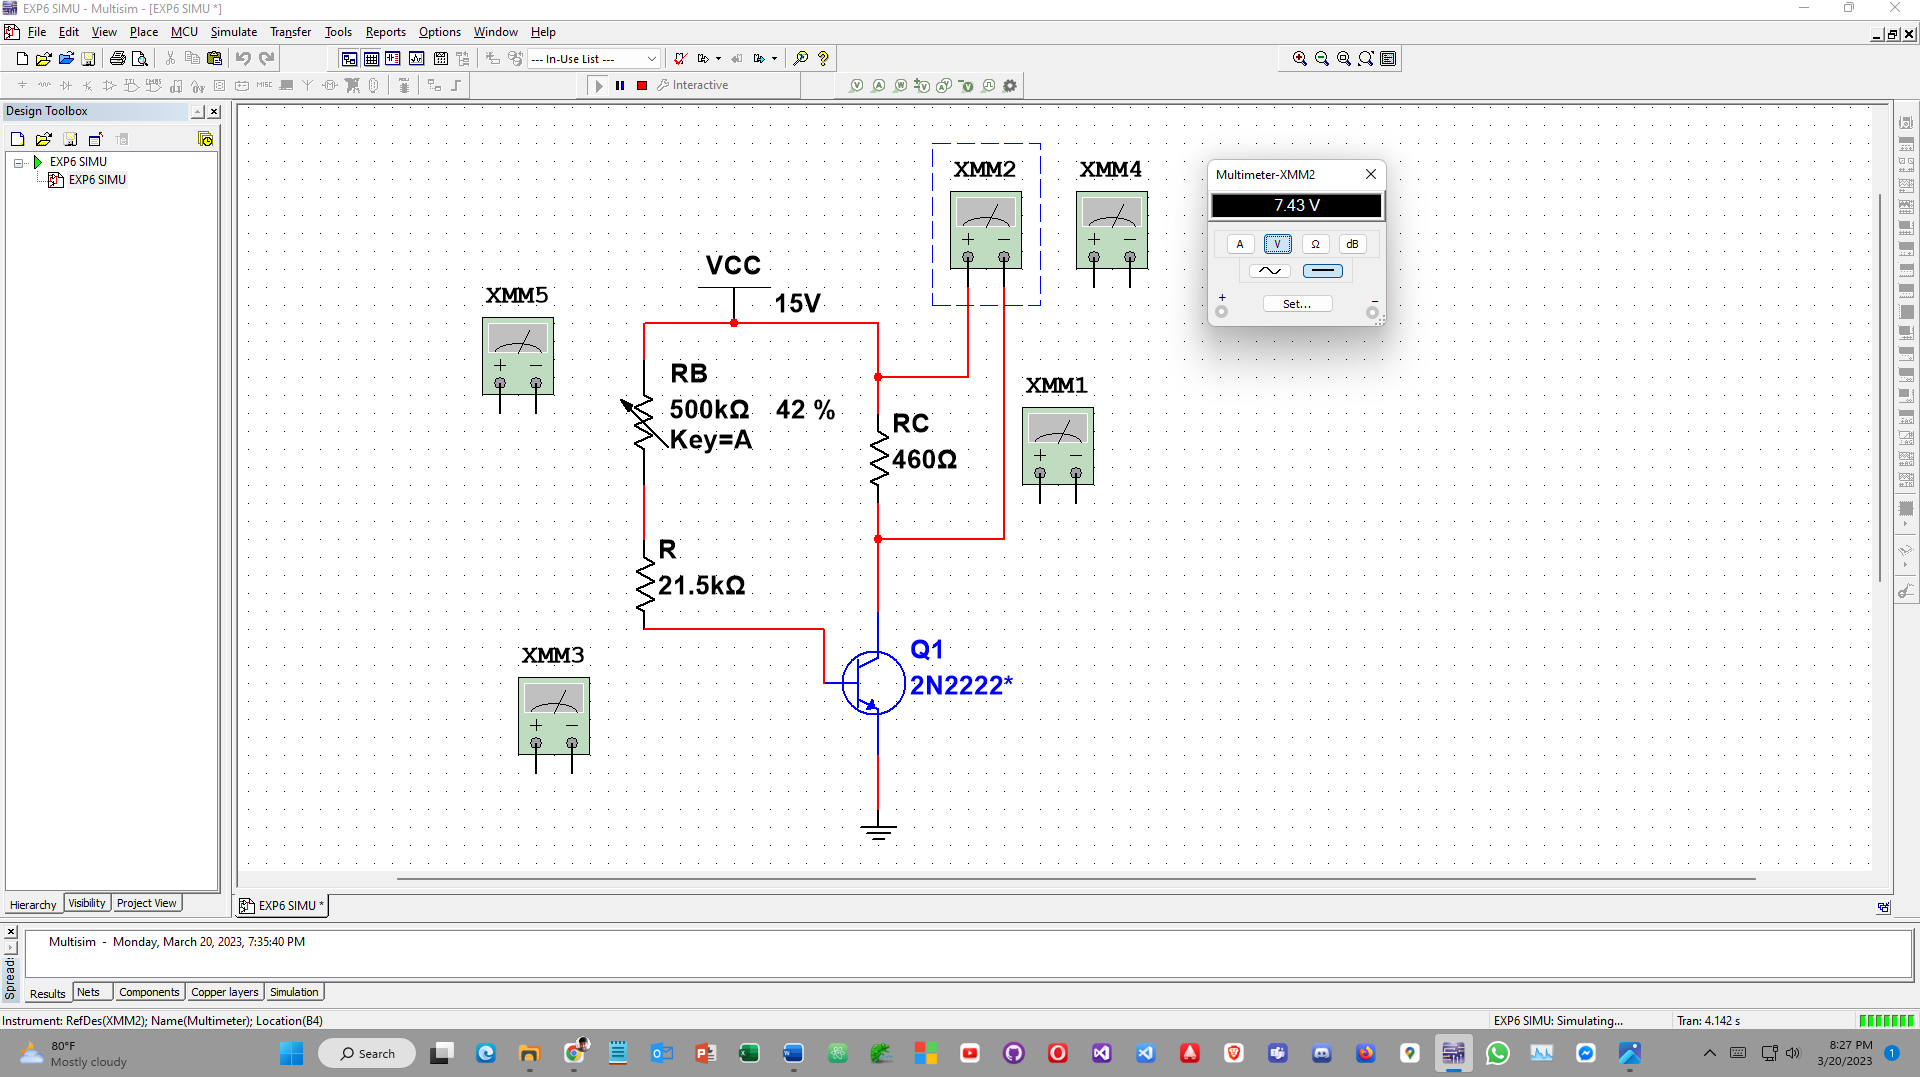 EXP6 SIMU - Multisim - [EXP6 SIMU *]
File Edit View Place MCU Simulate Transfer Tools Reports Options Window Help
--- In-Use List ---
Interactive
Design Toolbox
EXP6 SIMU
EXP6 SIMU
XMM2
XMM4
Multimeter-XMM2
7.43 V
A V Ω dB
Set...
+ −
VCC
15V
XMM5
RB
500kΩ 42 %
Key=A
XMM1
RC
460Ω
R
21.5kΩ
XMM3
Q1
2N2222*
Hierarchy Visibility Project View
EXP6 SIMU *
Multisim - Monday, March 20, 2023, 7:35:40 PM
Spread:
Results Nets Components Copper layers Simulation
Instrument: RefDes(XMM2); Name(Multimeter); Location(B4)
EXP6 SIMU: Simulating...
Tran: 4.142 s
80°F
Mostly cloudy
Search
8:27 PM
3/20/2023
1